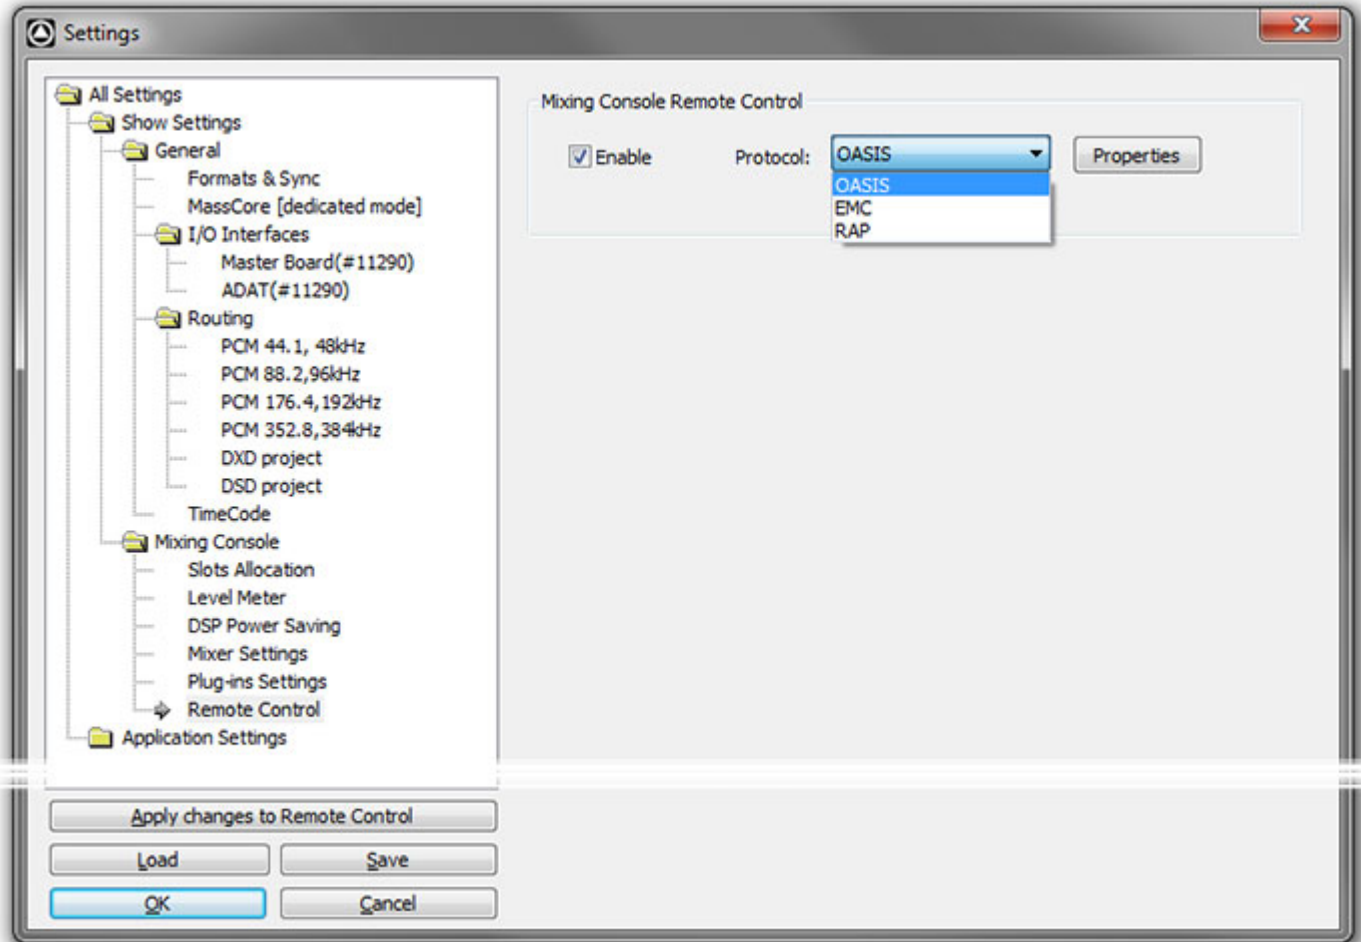 Settings
All Settings
Show Settings
General
Formats & Sync
MassCore [dedicated mode]
I/O Interfaces
Master Board(#11290)
ADAT(#11290)
Routing
PCM 44.1, 48kHz
PCM 88.2,96kHz
PCM 176.4,192kHz
PCM 352.8,384kHz
DXD project
DSD project
TimeCode
Mixing Console
Slots Allocation
Level Meter
DSP Power Saving
Mixer Settings
Plug-ins Settings
Remote Control
Application Settings
Apply changes to Remote Control
Load Save
OK Cancel
Mixing Console Remote Control
Enable Protocol: OASIS Properties
OASIS
EMC
RAP